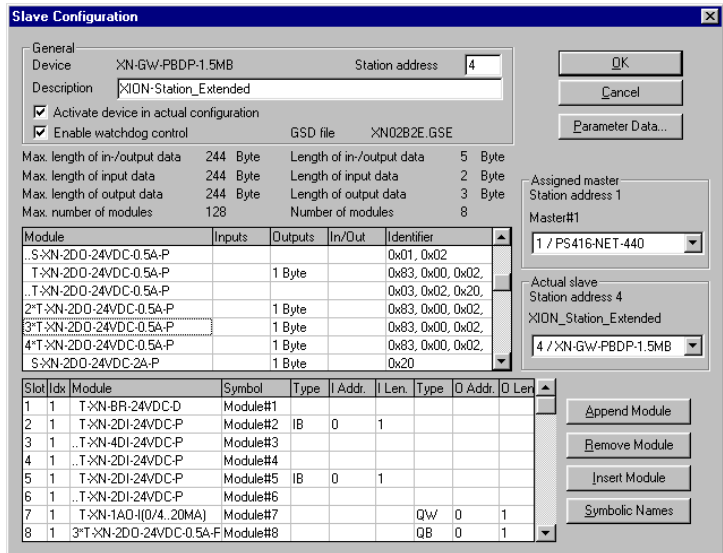 Slave Configuration
General
Device XN-GW-PBDP-1.5MB Station address 4
Description XION-Station_Extended
Activate device in actual configuration
Enable watchdog control GSD file XN02B2E.GSE
OK
Cancel
Parameter Data...
Max. length of in-/output data 244 Byte Length of in-/output data 5 Byte
Max. length of input data 244 Byte Length of input data 2 Byte
Max. length of output data 244 Byte Length of output data 3 Byte
Max. number of modules 128 Number of modules 8
Assigned master
Station address 1
Master#1
1 / PS416-NET-440
Actual slave
Station address 4
XION_Station_Extended
4 / XN-GW-PBDP-1.5MB
Module Inputs Outputs In/Out Identifier
..S-XN-2DO-24VDC-0.5A-P 0x01, 0x02
T-XN-2DO-24VDC-0.5A-P 1 Byte 0x83, 0x00, 0x02,
..T-XN-2DO-24VDC-0.5A-P 0x03, 0x02, 0x20,
2*T-XN-2DO-24VDC-0.5A-P 1 Byte 0x83, 0x00, 0x02,
3*T-XN-2DO-24VDC-0.5A-P 1 Byte 0x83, 0x00, 0x02,
4*T-XN-2DO-24VDC-0.5A-P 1 Byte 0x83, 0x00, 0x02,
S-XN-2DO-24VDC-2A-P 1 Byte 0x20
Slot Idx Module Symbol Type I Addr. I Len. Type O Addr. O Len
1 1 T-XN-BR-24VDC-D Module#1
2 1 T-XN-2DI-24VDC-P Module#2 IB 0 1
3 1 ..T-XN-4DI-24VDC-P Module#3
4 1 ..T-XN-2DI-24VDC-P Module#4
5 1 T-XN-2DI-24VDC-P Module#5 IB 0 1
6 1 ..T-XN-2DI-24VDC-P Module#6
7 1 T-XN-1AO-I(0/4..20MA) Module#7 QW 0 1
8 1 3*T-XN-2DO-24VDC-0.5A-F Module#8 QB 0 1
Append Module
Remove Module
Insert Module
Symbolic Names